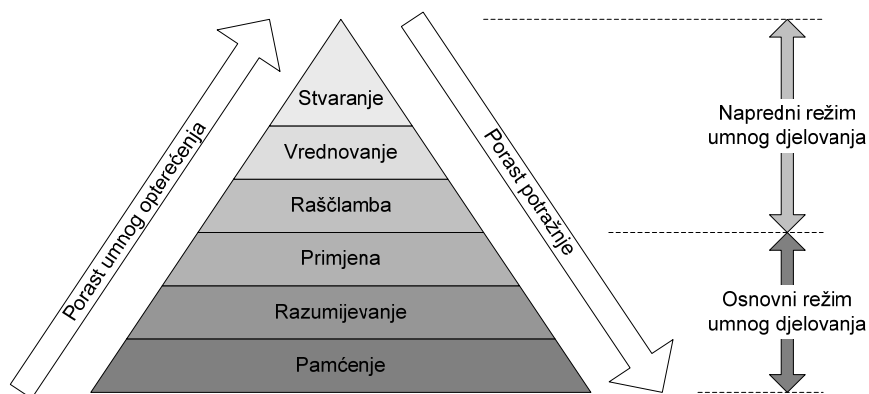 Stvaranje
Vrednovanje
Raščlamba
Primjena
Razumijevanje
Pamćenje
Porast umnog opterećenja
Porast potražnje
Napredni režim
umnog djelovanja
Osnovni režim
umnog djelovanja